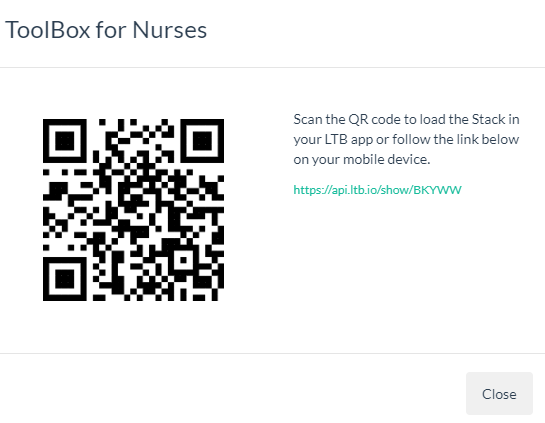 ToolBox for Nurses
Scan the QR code to load the Stack in
your LTB app or follow the link below
on your mobile device.
https://api.ltb.io/show/BKYWW
Close